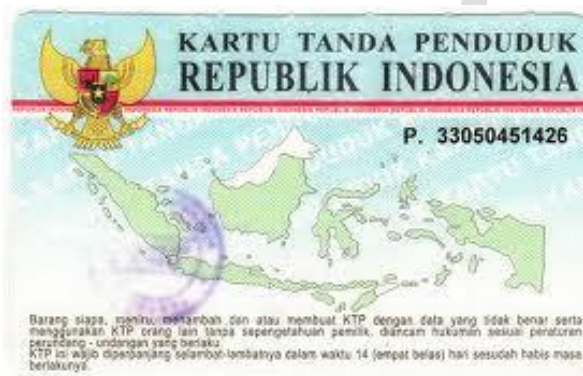 KARTU TANDA PENDUDUK
REPUBLIK INDONESIA
P. 33050451426
Barang siapa, meniru, menambah dan atau membuat KTP dengan data yang tidak benar serta
menggunakan KTP orang lain tanpa sepengetahuan pemilik, diancam hukuman sesuai peraturan
perundang - undangan yang berlaku
KTP ini wajib diperpanjang selambat-lambatnya dalam waktu 14 (empat belas) hari sesudah habis masa
berlakunya.